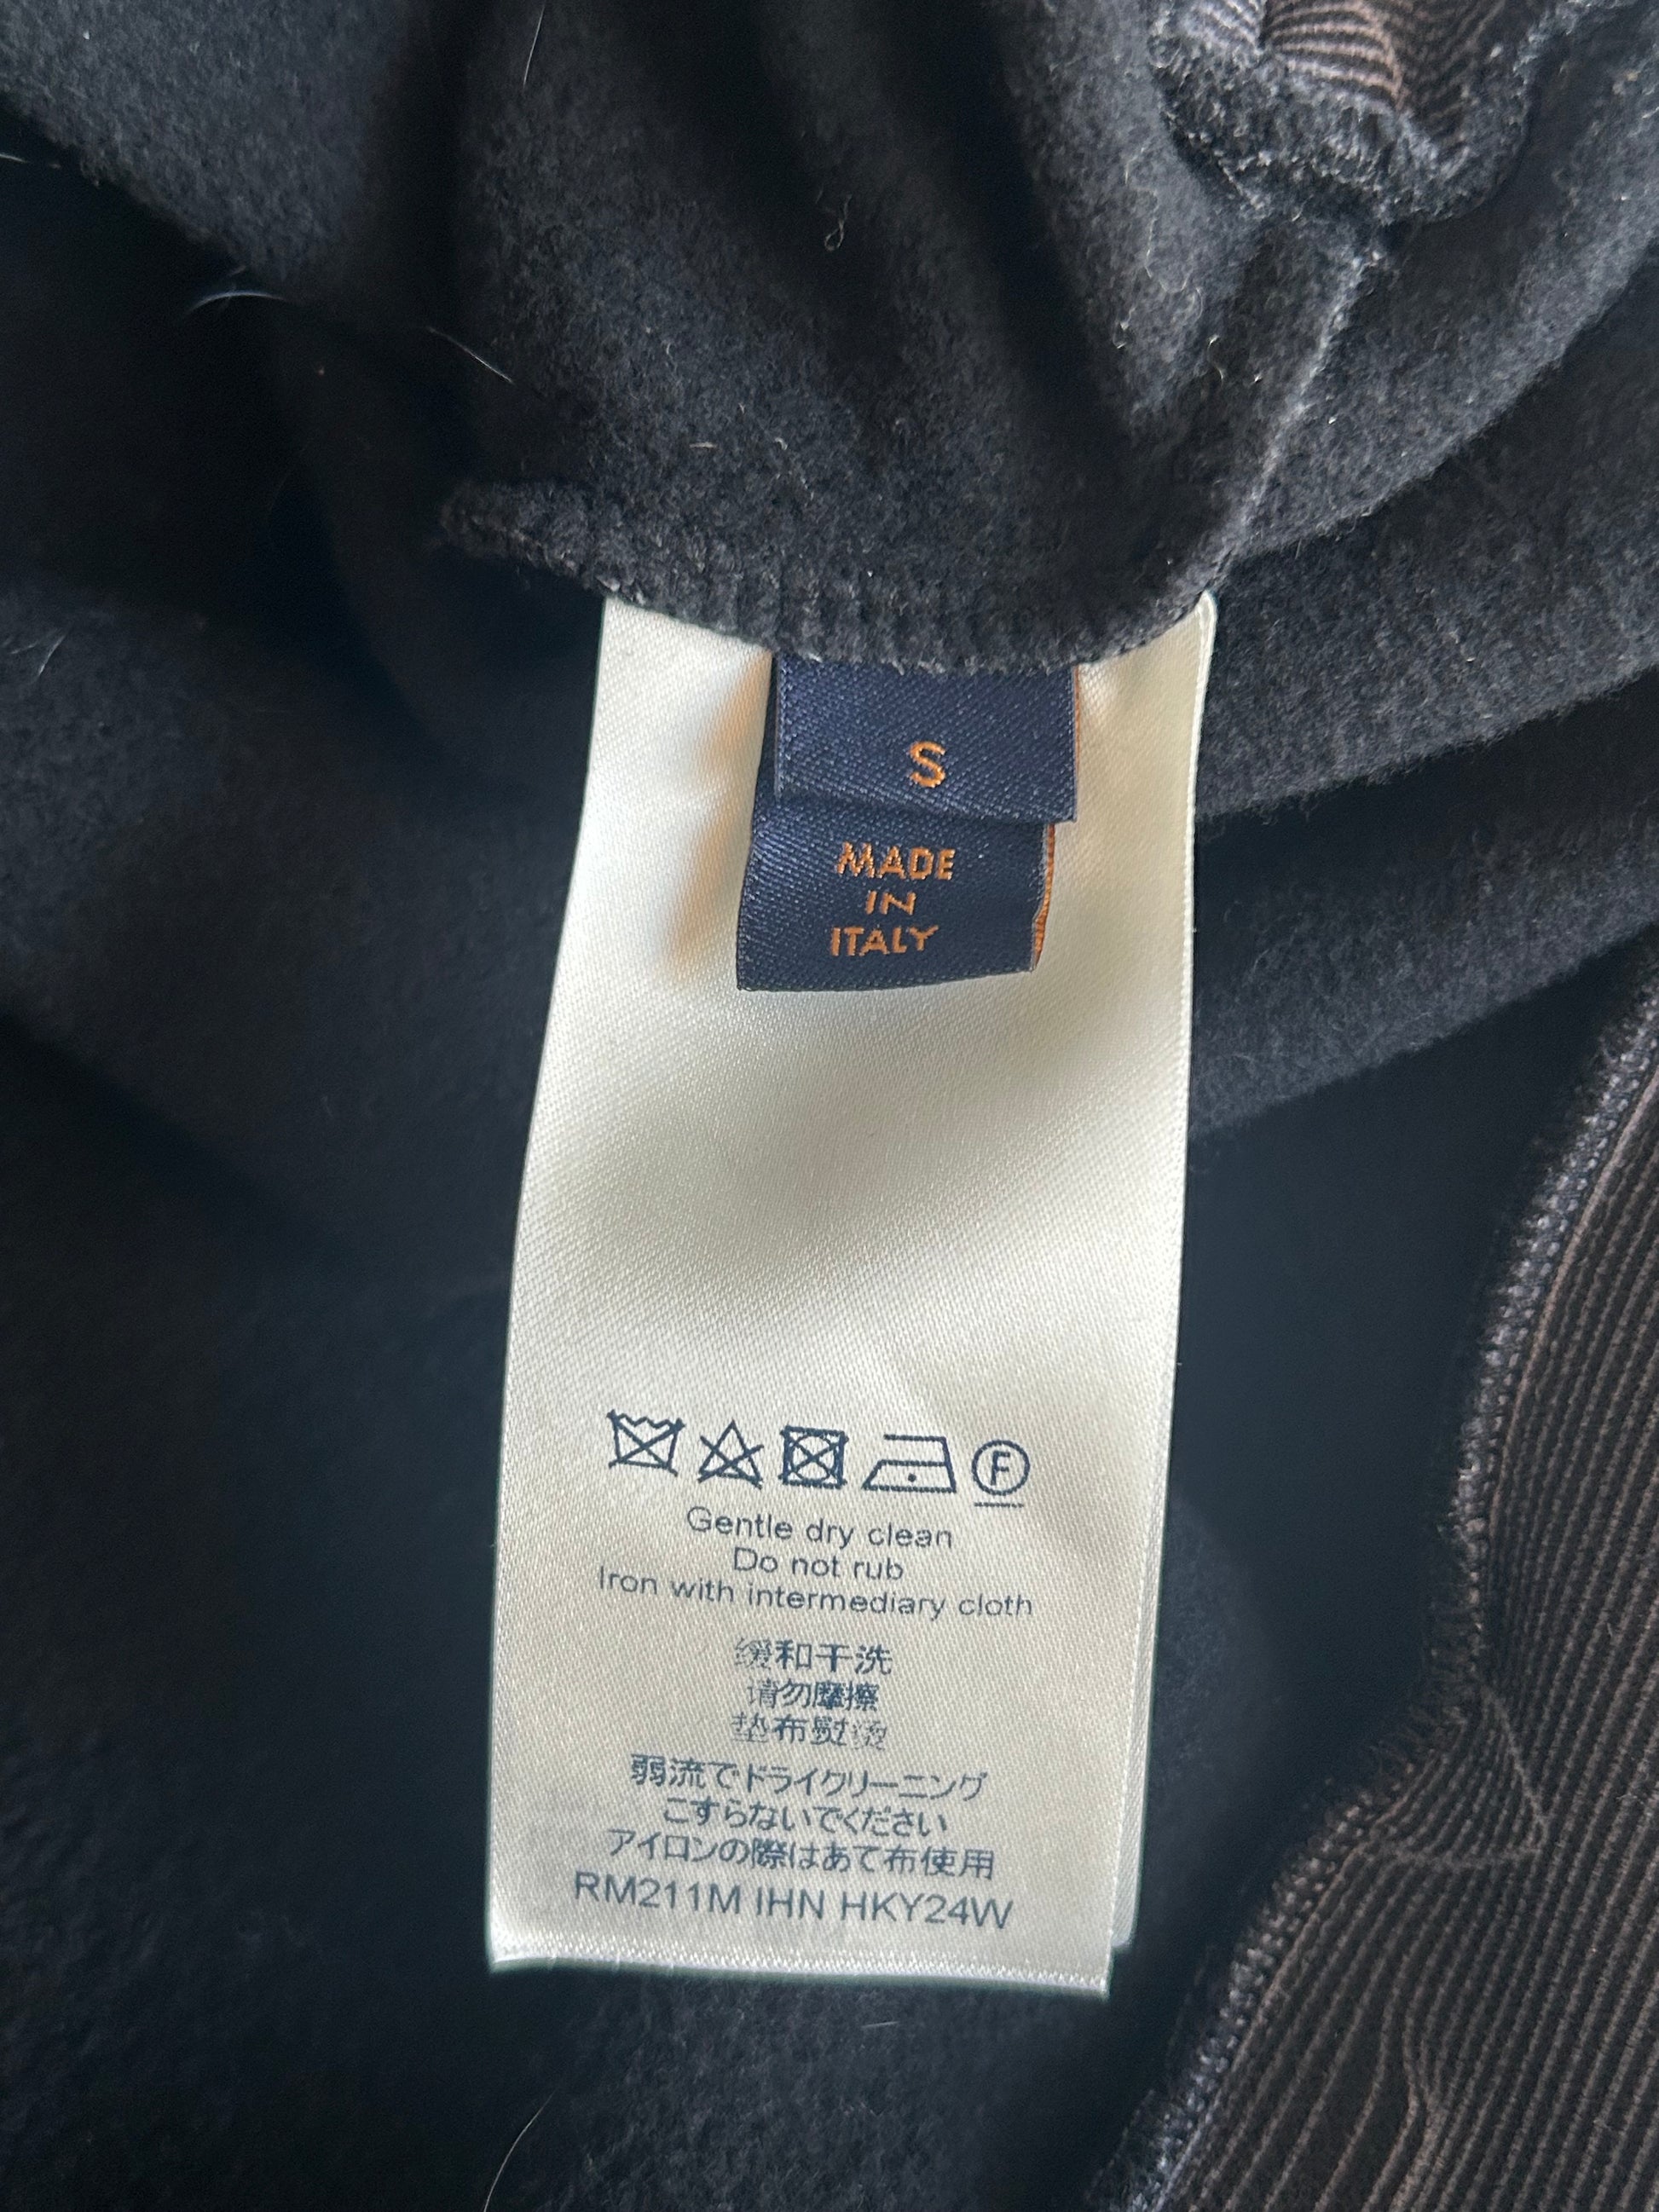 S
MADE
IN
ITALY
F
Gentle dry clean
Do not rub
Iron with intermediary cloth
缓和干洗
请勿摩擦
垫布熨烫
弱流でドライクリーニング
こすらないでください
アイロンの際はあて布使用
RM211M IHN HKY24W